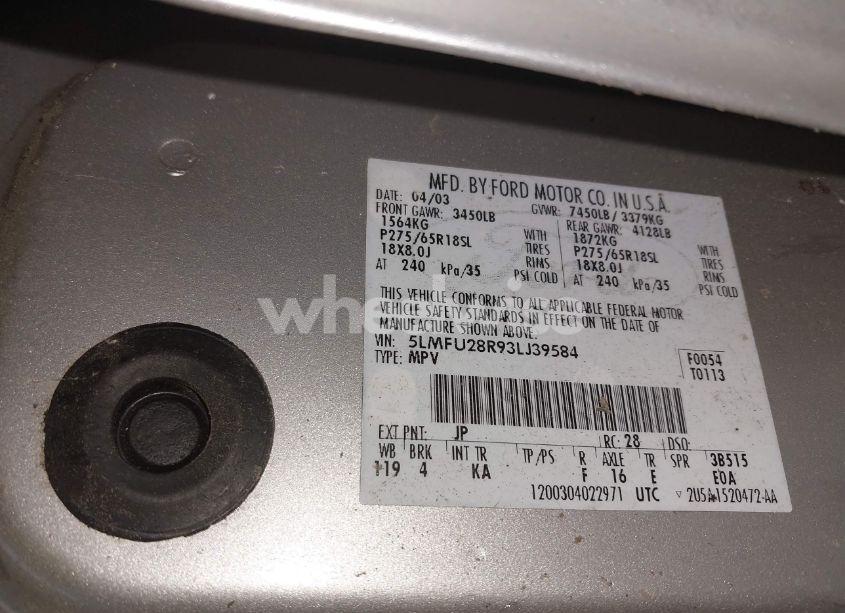 MFD. BY FORD MOTOR CO. IN U.S.A.
DATE: 04/03 GVWR: 7450LB / 3379KG
FRONT GAWR: 3450LB REAR GAWR: 4128LB
1564KG WITH 1872KG WITH
P275/65R18SL TIRES P275/65R18SL TIRES
18X8.0J RIMS 18X8.0J RIMS
AT 240 kPa/35 PSI COLD AT 240 kPa/35 PSI COLD
THIS VEHICLE CONFORMS TO ALL APPLICABLE FEDERAL MOTOR
VEHICLE SAFETY STANDARDS IN EFFECT ON THE DATE OF
MANUFACTURE SHOWN ABOVE.
VIN: 5LMFU28R93LJ39584 F0054
TYPE: MPV T0113
EXT PNT: JP RC: 28 DSO:
WB BRK INT TR TP/PS R AXLE TR SPR 3B515
119 4 KA F 16 E E0A
1200304022971 UTC 2U5A-1520472-AA